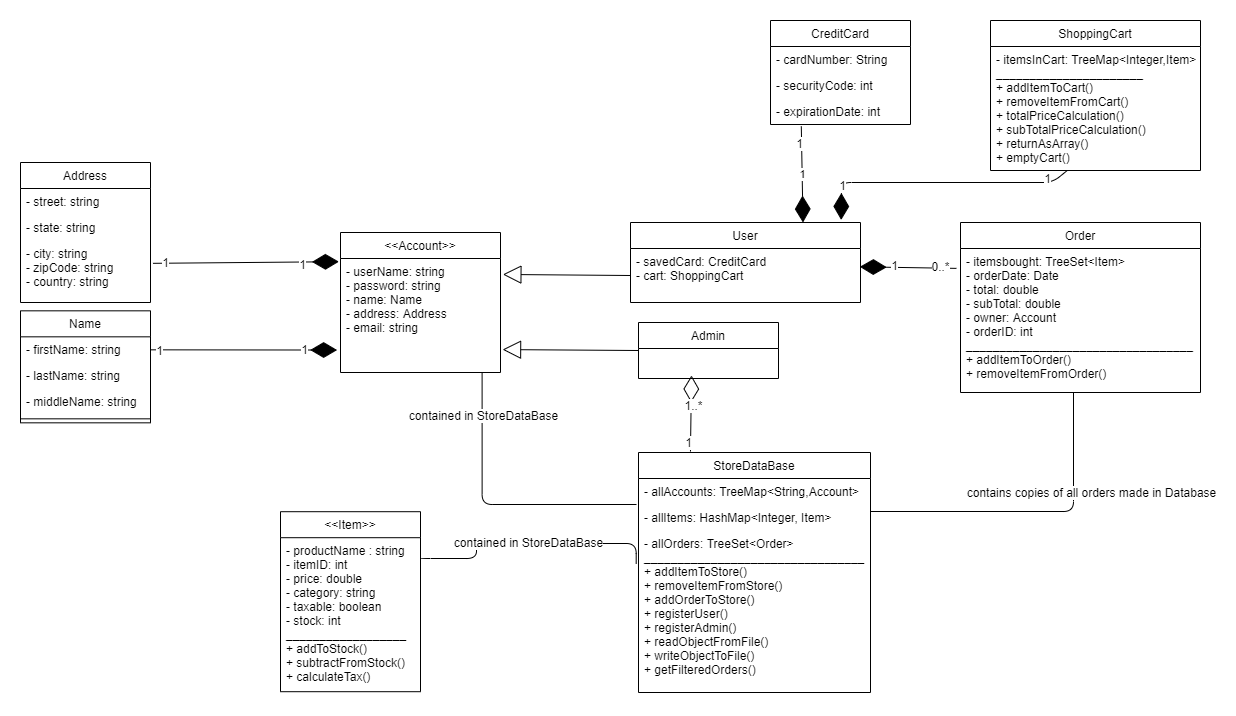 CreditCard
- cardNumber: String
- securityCode: int
- expirationDate: int
ShoppingCart
- itemsInCart: TreeMap<Integer,Item>
+ addItemToCart()
+ removeItemFromCart()
+ totalPriceCalculation()
+ subTotalPriceCalculation()
+ returnAsArray()
+ emptyCart()
1
1
1
1
Address
- street: string
- state: string
- city: string
- zipCode: string
- country: string
1
1
Name
- firstName: string
- lastName: string
- middleName: string
1
1
<<Account>>
- userName: string
- password: string
- name: Name
- address: Address
- email: string
User
- savedCard: CreditCard
- cart: ShoppingCart
1
0..*
Order
- itemsbought: TreeSet<Item>
- orderDate: Date
- total: double
- subTotal: double
- owner: Account
- orderID: int
+ addItemToOrder()
+ removeItemFromOrder()
Admin
1..*
1
contained in StoreDataBase
StoreDataBase
- allAccounts: TreeMap<String,Account>
- allItems: HashMap<Integer, Item>
- allOrders: TreeSet<Order>
+ addItemToStore()
+ removeItemFromStore()
+ addOrderToStore()
+ registerUser()
+ registerAdmin()
+ readObjectFromFile()
+ writeObjectToFile()
+ getFilteredOrders()
contains copies of all orders made in Database
<<Item>>
- productName : string
- itemID: int
- price: double
- category: string
- taxable: boolean
- stock: int
+ addToStock()
+ subtractFromStock()
+ calculateTax()
contained in StoreDataBase